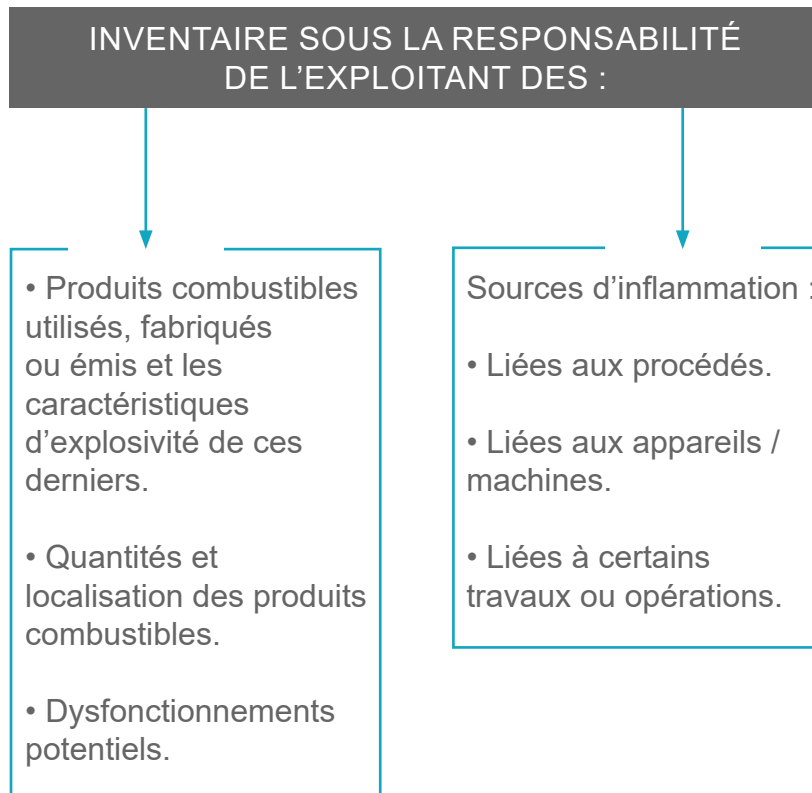 INVENTAIRE SOUS LA RESPONSABILITÉ
DE L’EXPLOITANT DES :
• Produits combustibles
utilisés, fabriqués
ou émis et les
caractéristiques
d’explosivité de ces
derniers.
• Quantités et
localisation des produits
combustibles.
• Dysfonctionnements
potentiels.
Sources d’inflammation :
• Liées aux procédés.
• Liées aux appareils /
machines.
• Liées à certains
travaux ou opérations.